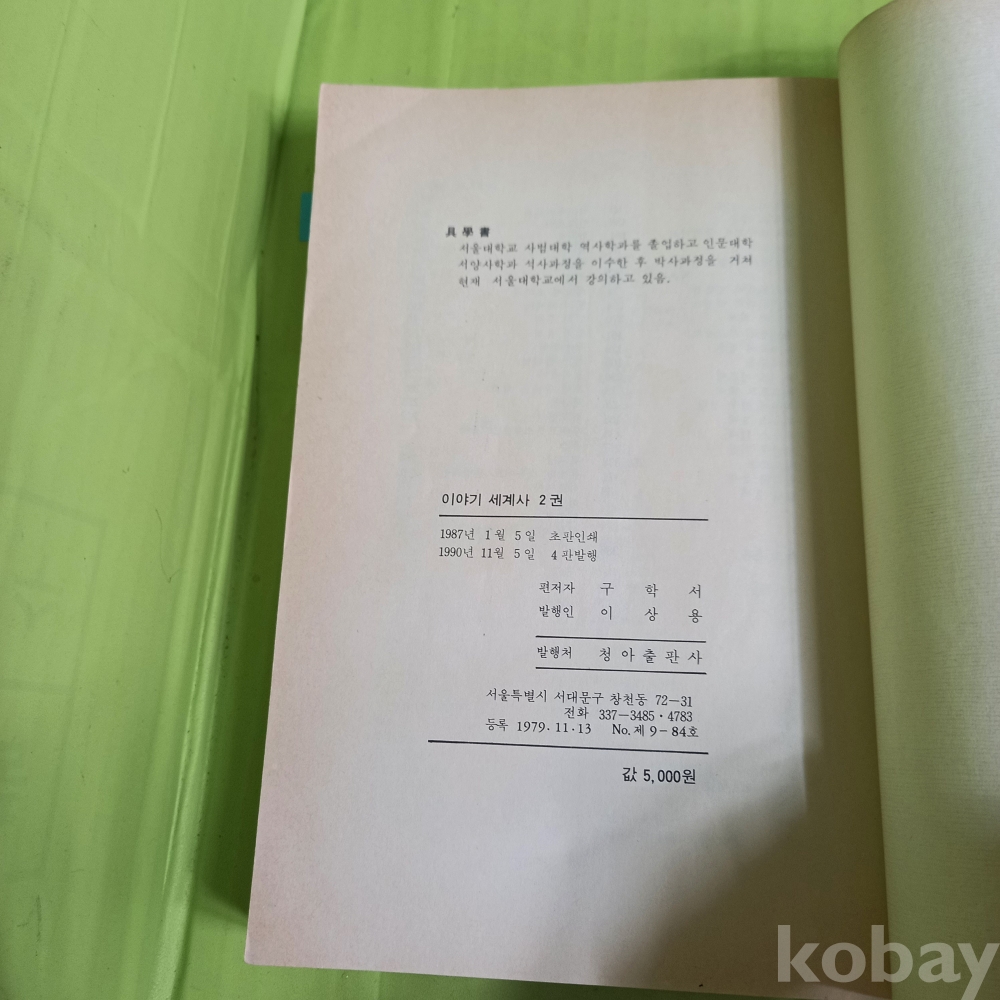 具學書
서울대학교 사범대학 역사학과를 졸업하고 인문대학
서양사학과 석사과정을 이수한 후 박사과정을 거쳐
현재 서울대학교에서 강의하고 있음.
이야기 세계사 2권
1987년 1월 5일 초판인쇄
1990년 11월 5일 4판발행
편저자 구 학 서
발행인 이 상 용
발행처 청아출판사
서울특별시 서대문구 창천동 72-31
전화 337-3485·4783
등록 1979·11·13 No.제9-84호
값 5,000원
kobay